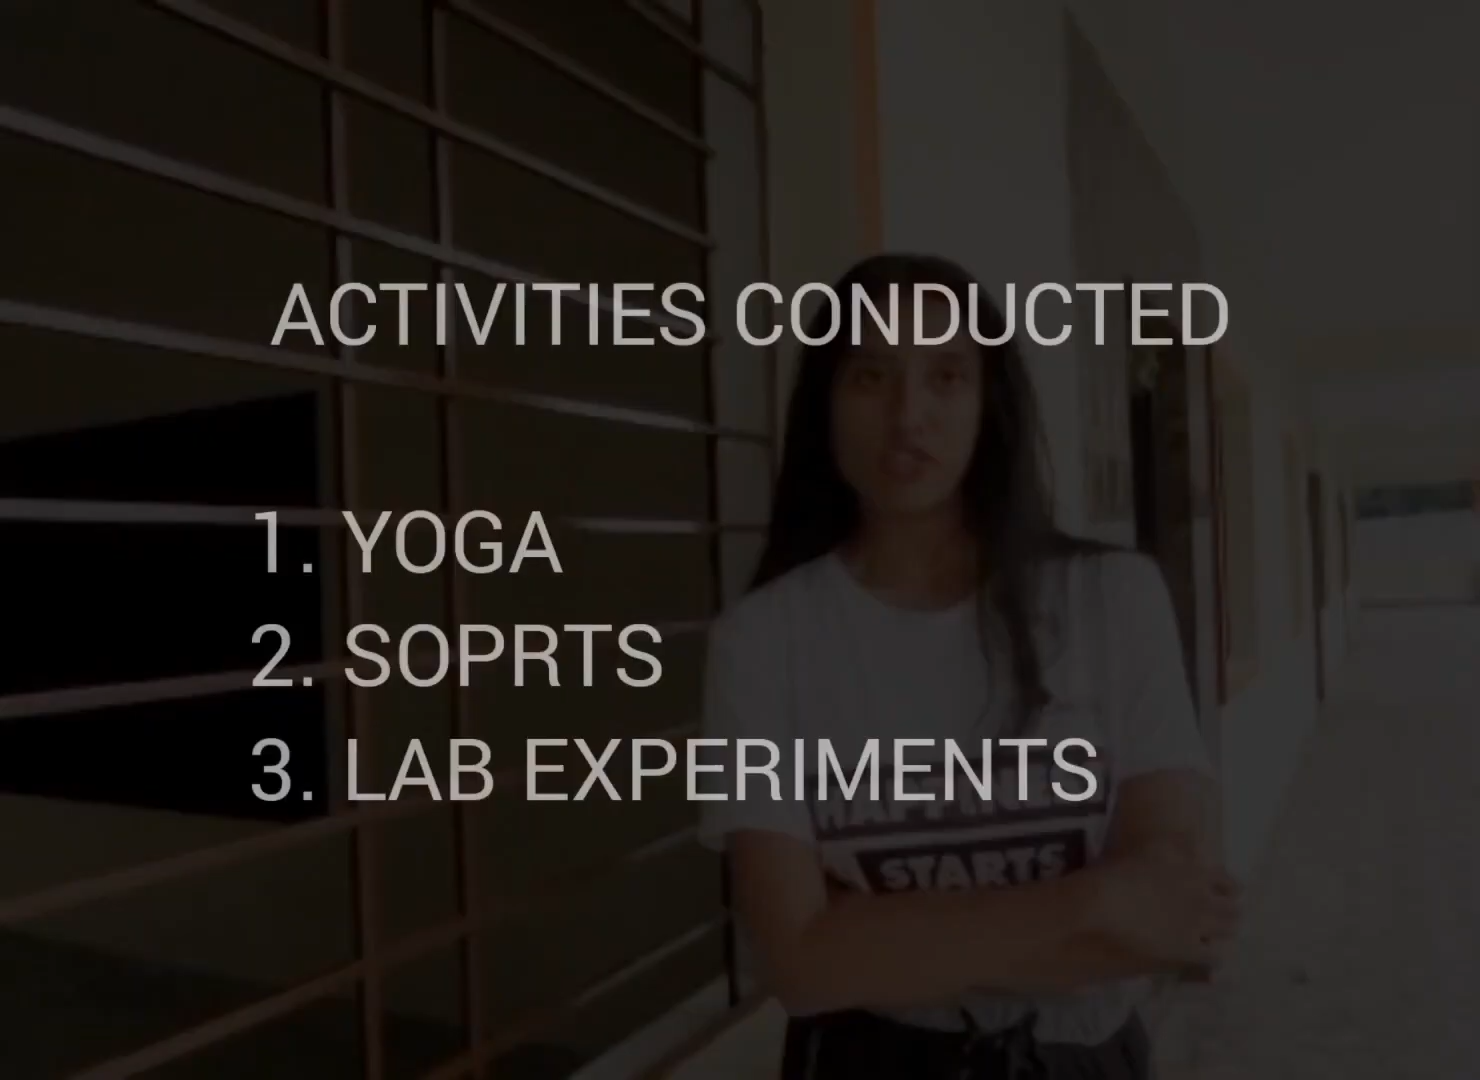 ACTIVITIES CONDUCTED
1. YOGA
2. SOPRTS
3. LAB EXPERIMENTS
STARTS